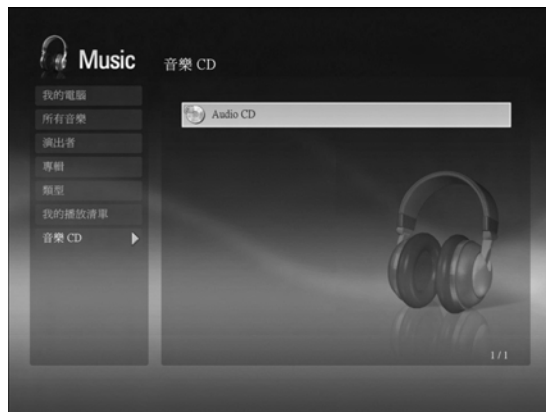 Music
音樂 CD
我的電腦
所有音樂
演出者
專輯
類型
我的播放清單
音樂 CD
Audio CD
1 / 1